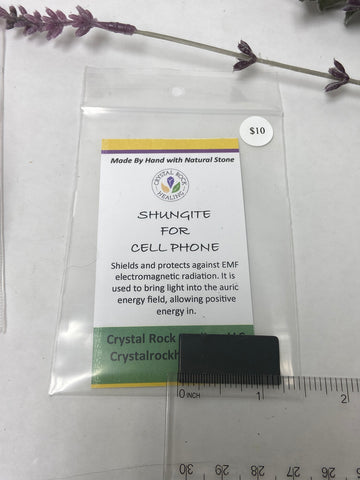 $10
Made By Hand with Natural Stone
CRYSTAL ROCK
HEALING
SHUNGITE
FOR
CELL PHONE
Shields and protects against EMF
electromagnetic radiation. It is
used to bring light into the auric
energy field, allowing positive
energy in.
Crystal Rock
0 INCH 1 2
30 29 28 27 26